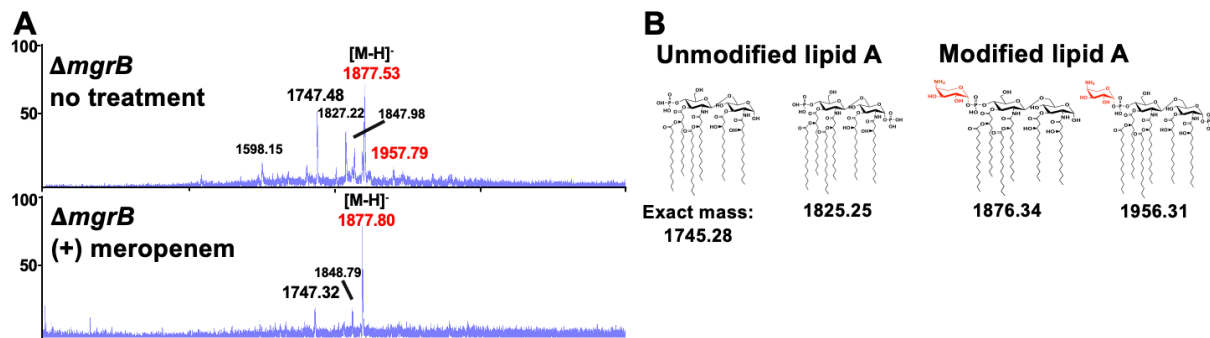 A
100
50
ΔmgrB
no treatment
[M-H]-
1877.53
1747.48
1827.22
1847.98
1598.15
1957.79
100
50
ΔmgrB
(+) meropenem
[M-H]-
1877.80
1848.79
1747.32
B
Unmodified lipid A
Modified lipid A
Exact mass:
1745.28
1825.25
1876.34
1956.31